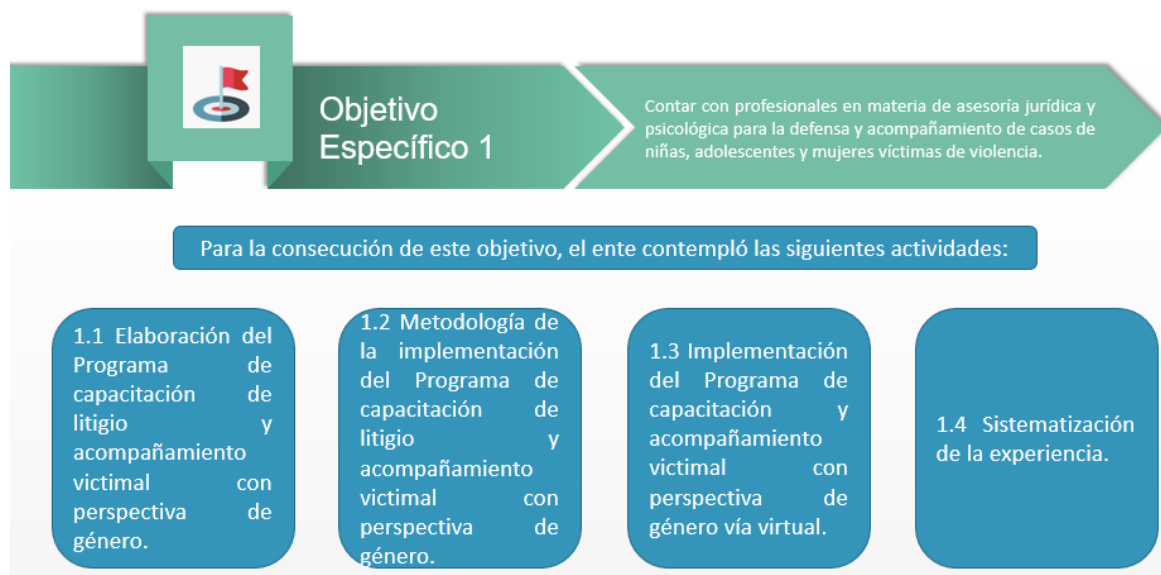 Objetivo
Específico 1
Contar con profesionales en materia de asesoría jurídica y
psicológica para la defensa y acompañamiento de casos de
niñas, adolescentes y mujeres víctimas de violencia.
Para la consecución de este objetivo, el ente contempló las siguientes actividades:
1.1 Elaboración del
Programa de
capacitación de
litigio y
acompañamiento
victimal con
perspectiva de
género.
1.2 Metodología de
la implementación
del Programa de
capacitación de
litigio y
acompañamiento
victimal con
perspectiva de
género.
1.3 Implementación
del Programa de
capacitación y
acompañamiento
victimal con
perspectiva de
género vía virtual.
1.4 Sistematización
de la experiencia.